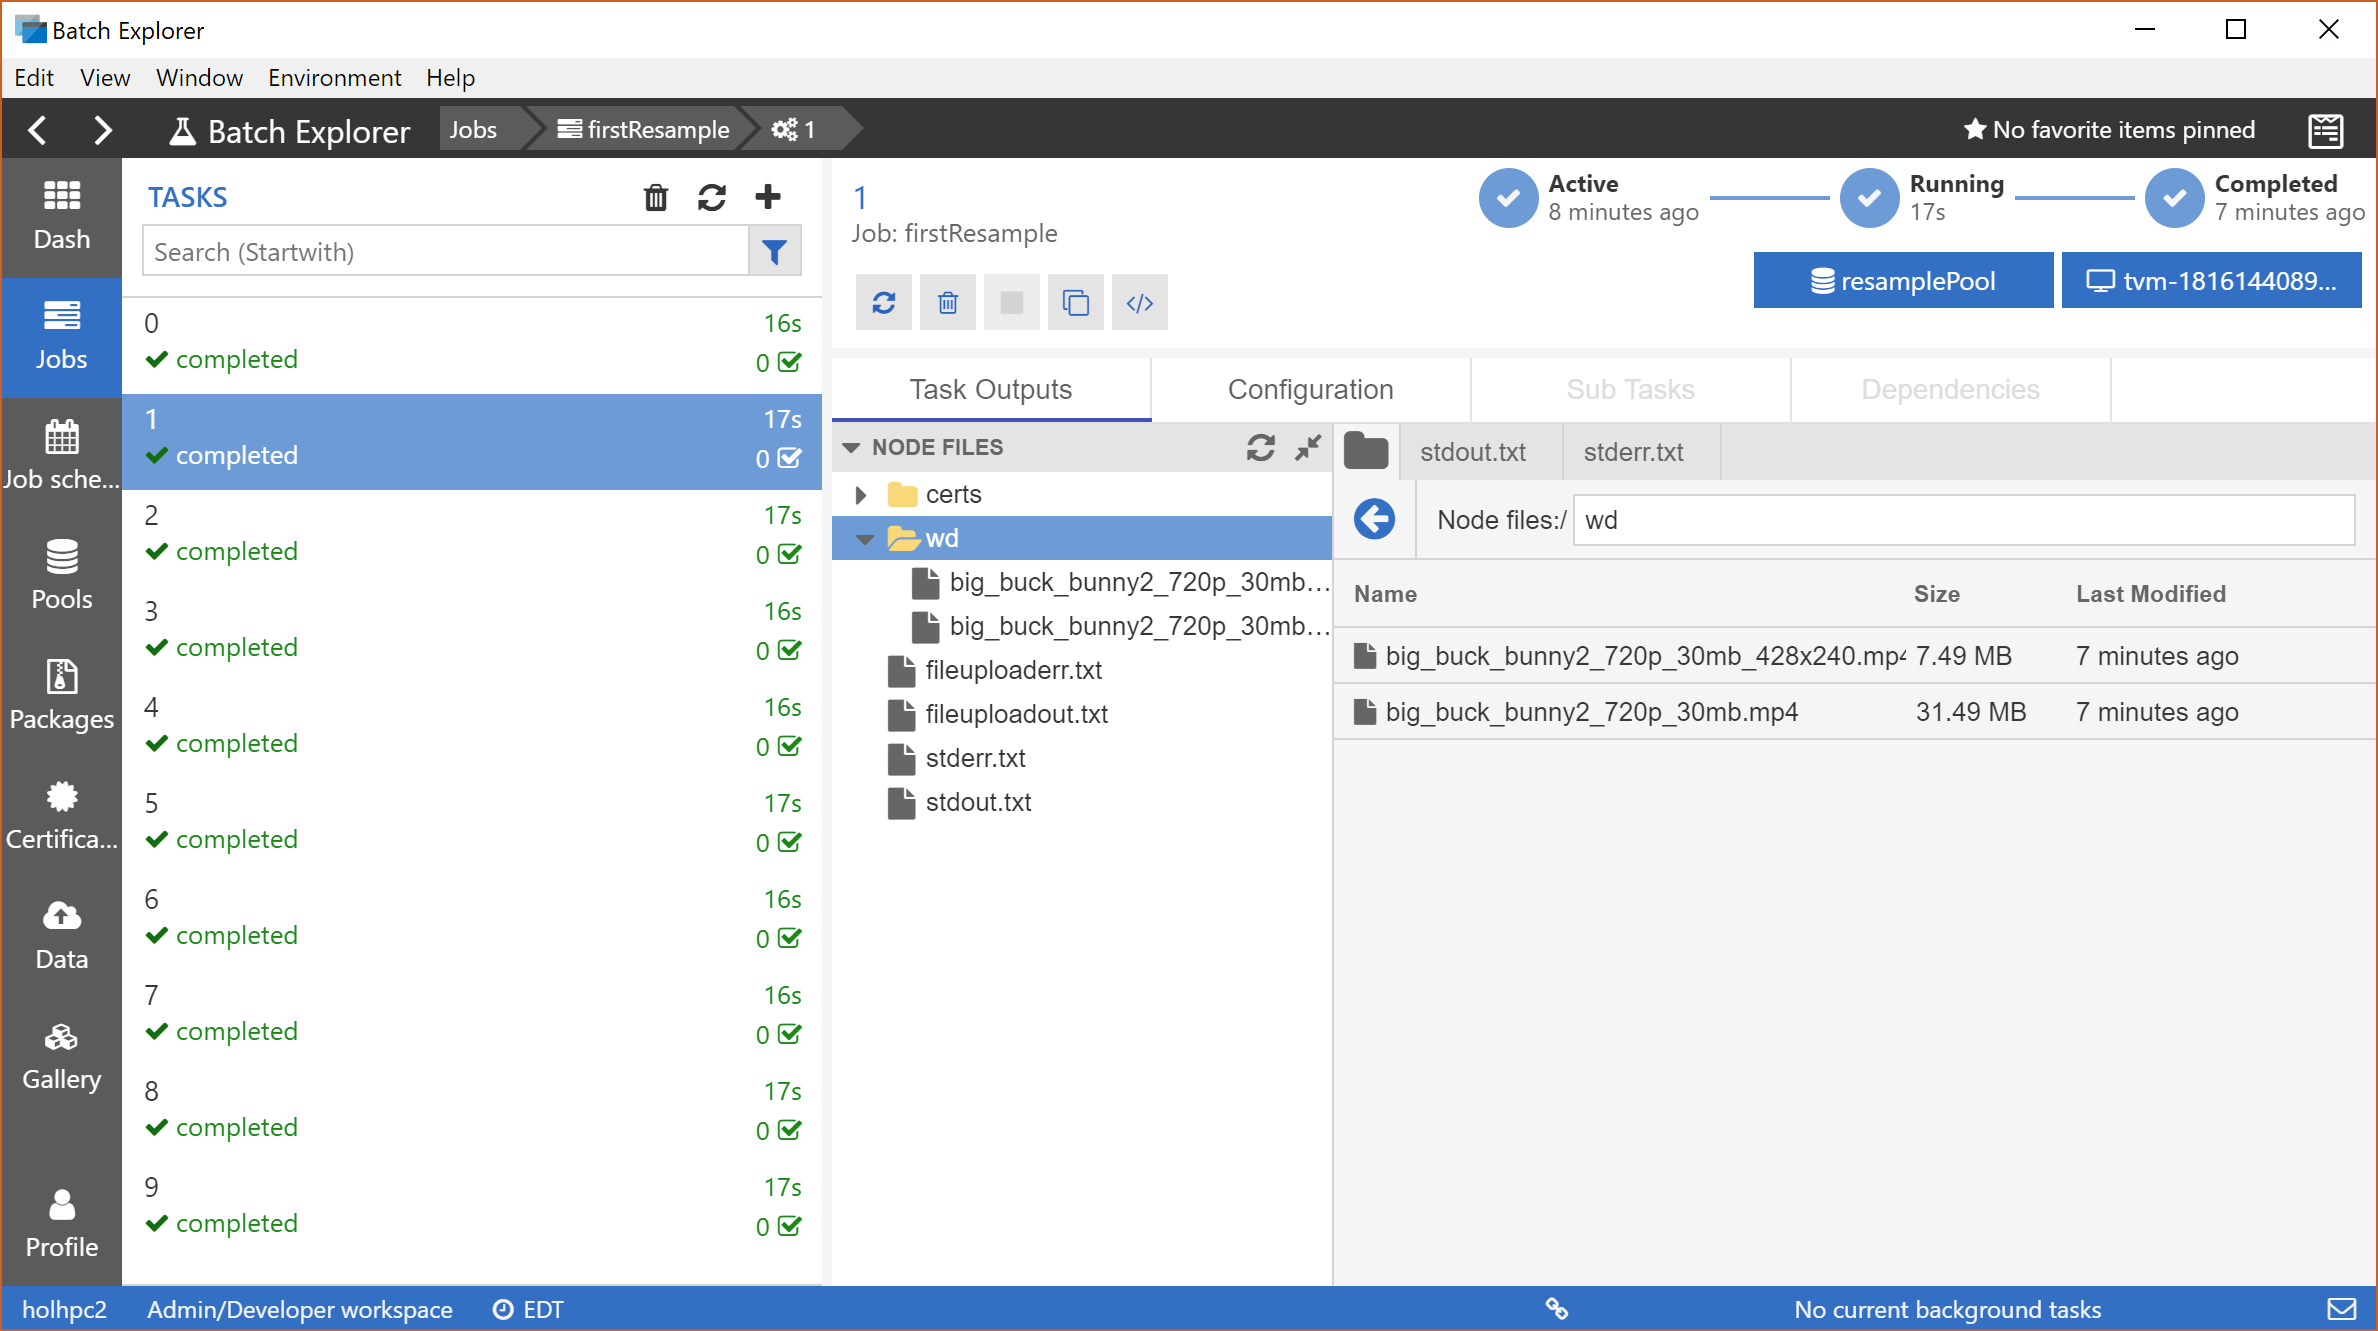 Batch Explorer
Edit View Window Environment Help
Batch Explorer Jobs firstResample 1 No favorite items pinned
Dash
Jobs
Job sche...
Pools
Packages
Certifica...
Data
Gallery
Profile
TASKS
Search (Startwith)
0 16s
completed 0
1 17s
completed 0
2 17s
completed 0
3 16s
completed 0
4 16s
completed 0
5 17s
completed 0
6 16s
completed 0
7 16s
completed 0
8 17s
completed 0
9 17s
completed 0
1
Job: firstResample
Active
8 minutes ago
Running
17s
Completed
7 minutes ago
resamplePool tvm-1816144089...
Task Outputs Configuration Sub Tasks Dependencies
NODE FILES
certs
wd
big_buck_bunny2_720p_30mb...
big_buck_bunny2_720p_30mb...
fileuploaderr.txt
fileuploadout.txt
stderr.txt
stdout.txt
stdout.txt stderr.txt
Node files:/ wd
Name Size Last Modified
big_buck_bunny2_720p_30mb_428x240.mp4 7.49 MB 7 minutes ago
big_buck_bunny2_720p_30mb.mp4 31.49 MB 7 minutes ago
holhpc2 Admin/Developer workspace EDT No current background tasks